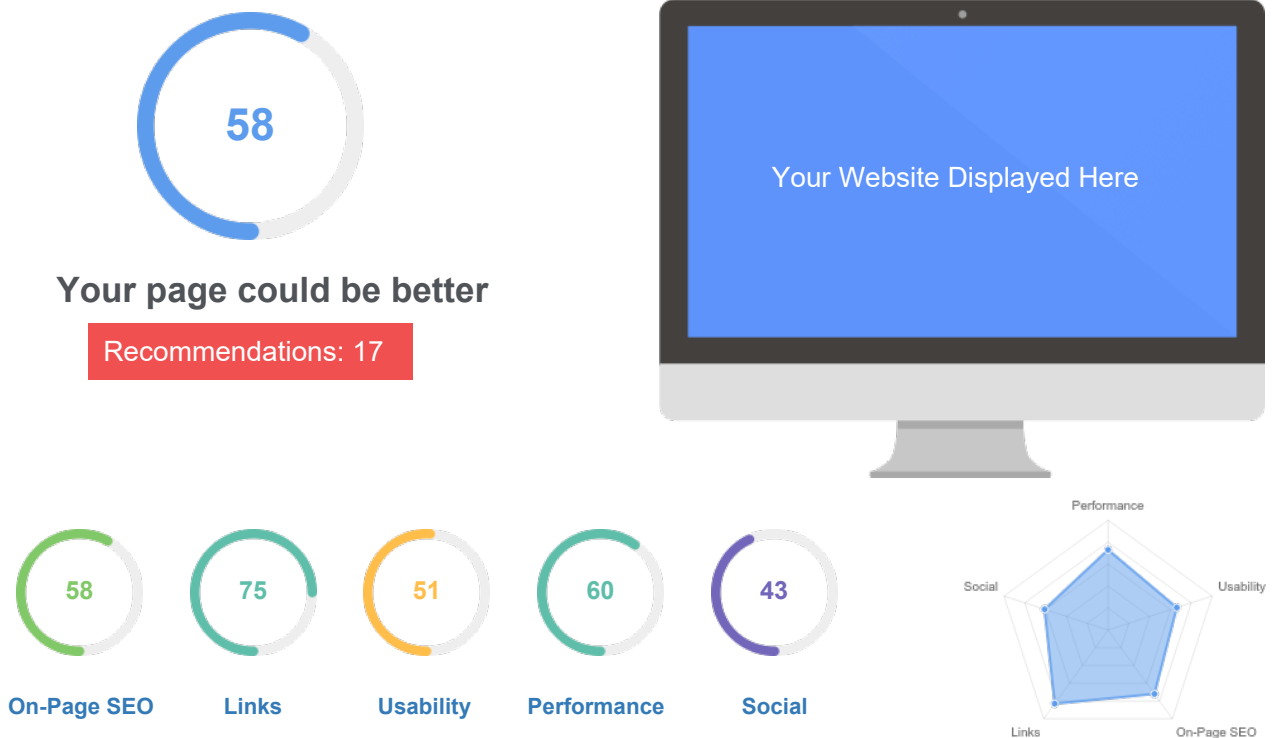 58
Your page could be better
Recommendations: 17
Your Website Displayed Here
58
75
51
60
43
On-Page SEO
Links
Usability
Performance
Social
Performance
Social
Usability
Links
On-Page SEO